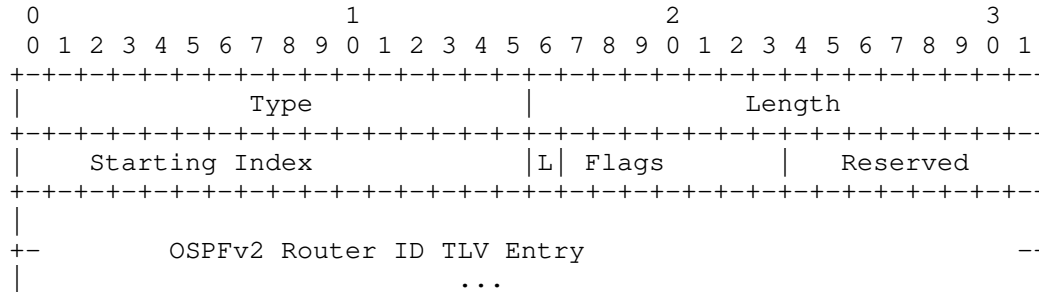 0                   1                   2                   3
 0 1 2 3 4 5 6 7 8 9 0 1 2 3 4 5 6 7 8 9 0 1 2 3 4 5 6 7 8 9 0 1
+-+-+-+-+-+-+-+-+-+-+-+-+-+-+-+-+-+-+-+-+-+-+-+-+-+-+-+-+-+-+-+--
|              Type             |             Length
+-+-+-+-+-+-+-+-+-+-+-+-+-+-+-+-+-+-+-+-+-+-+-+-+-+-+-+-+-+-+-+--
|    Starting Index             |L| Flags       |   Reserved
+-+-+-+-+-+-+-+-+-+-+-+-+-+-+-+-+-+-+-+-+-+-+-+-+-+-+-+-+-+-+-+--
|
+-        OSPFv2 Router ID TLV Entry                           --
|                           ...